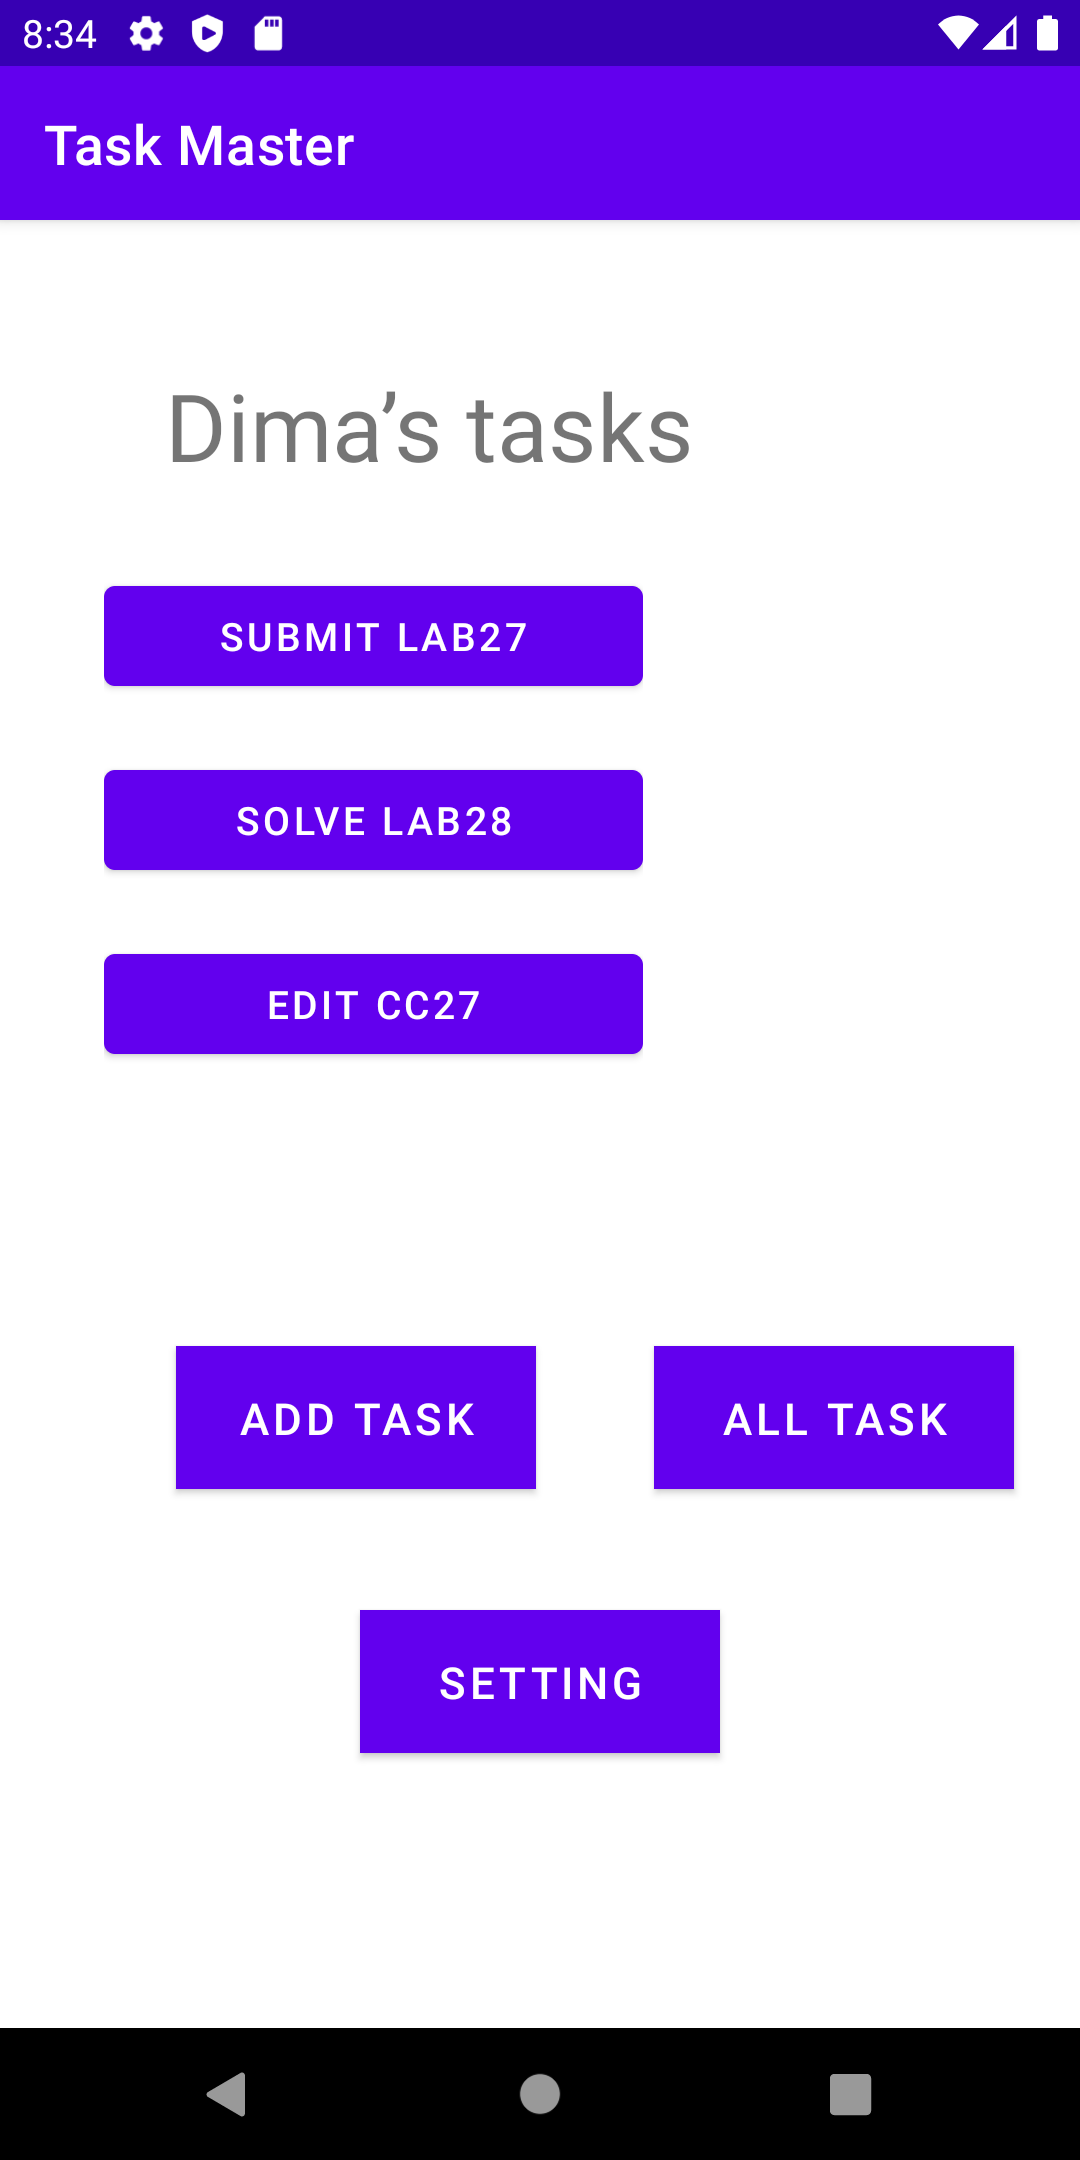 8:34
Task Master
Dima’s tasks
SUBMIT LAB27
SOLVE LAB28
EDIT CC27
ADD TASK
ALL TASK
SETTING